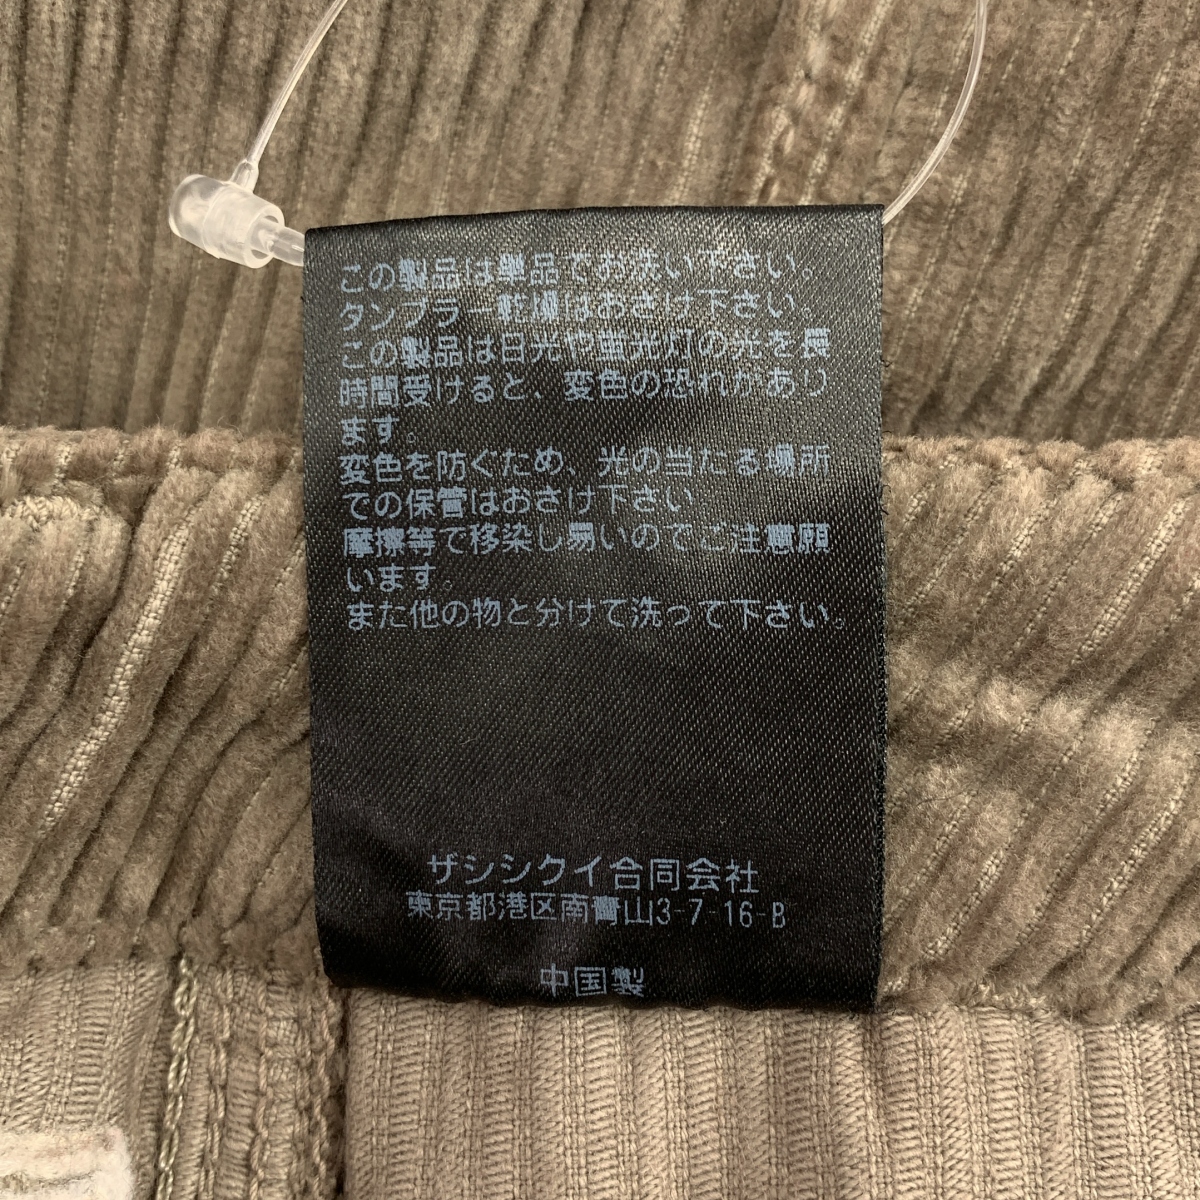 この製品は単品でお洗い下さい。
タンブラー乾燥はおさけ下さい。
この製品は日光や蛍光灯の光を長
時間受けると、変色の恐れがあり
ます。
変色を防ぐため、光の当たる場所
での保管はおさけ下さい
摩擦等で移染し易いのでご注意願
います。
また他の物と分けて洗って下さい。
ザシシクイ合同会社
東京都港区南青山3-7-16-B
中国製